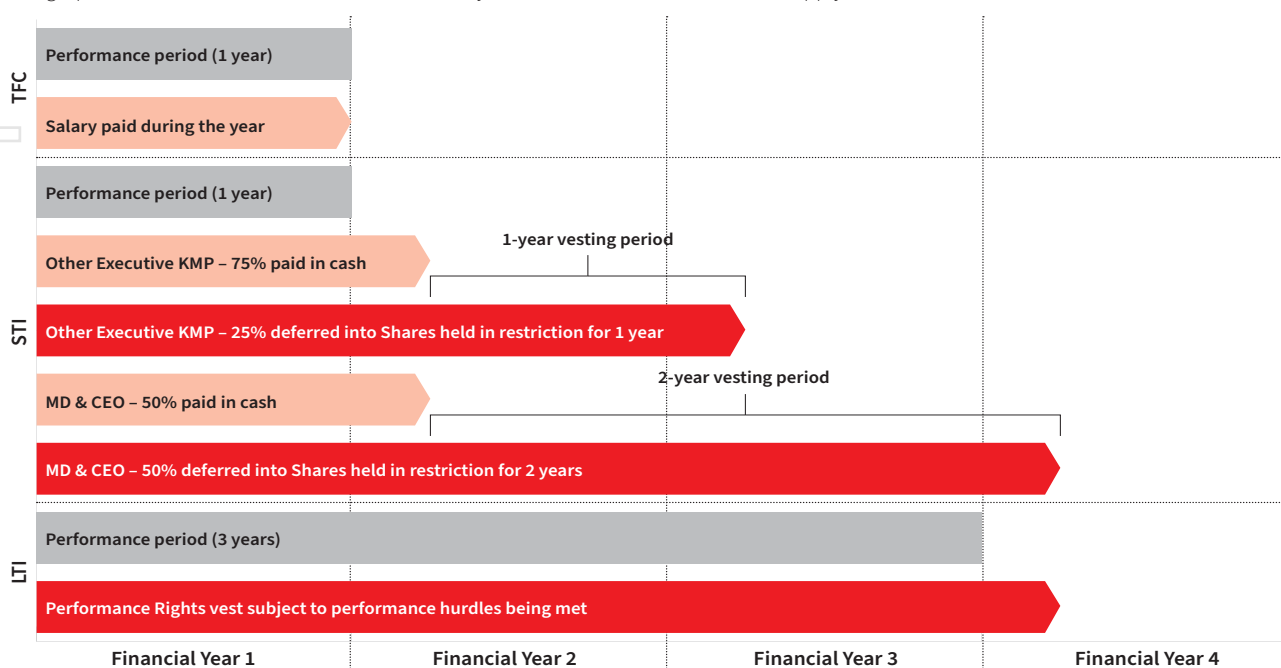 TFC
Performance period (1 year)
Salary paid during the year
STI
Performance period (1 year)
1-year vesting period
Other Executive KMP – 75% paid in cash
Other Executive KMP – 25% deferred into Shares held in restriction for 1 year
2-year vesting period
MD & CEO – 50% paid in cash
MD & CEO – 50% deferred into Shares held in restriction for 2 years
LTI
Performance period (3 years)
Performance Rights vest subject to performance hurdles being met
Financial Year 1 Financial Year 2 Financial Year 3 Financial Year 4